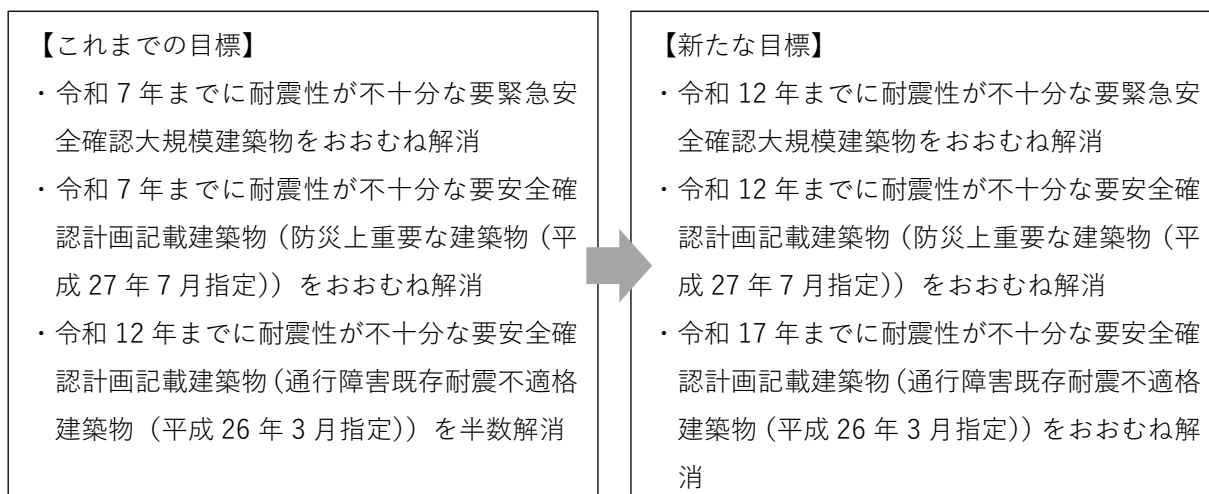 【これまでの目標】
・令和 7 年までに耐震性が不十分な要緊急安
全確認大規模建築物をおおむね解消
・令和 7 年までに耐震性が不十分な要安全確
認計画記載建築物（防災上重要な建築物（平
成 27 年 7 月指定））をおおむね解消
・令和 12 年までに耐震性が不十分な要安全確
認計画記載建築物（通行障害既存耐震不適格
建築物（平成 26 年 3 月指定））を半数解消
【新たな目標】
・令和 12 年までに耐震性が不十分な要緊急安
全確認大規模建築物をおおむね解消
・令和 12 年までに耐震性が不十分な要安全確
認計画記載建築物（防災上重要な建築物（平
成 27 年 7 月指定））をおおむね解消
・令和 17 年までに耐震性が不十分な要安全確
認計画記載建築物（通行障害既存耐震不適格
建築物（平成 26 年 3 月指定））をおおむね解
消